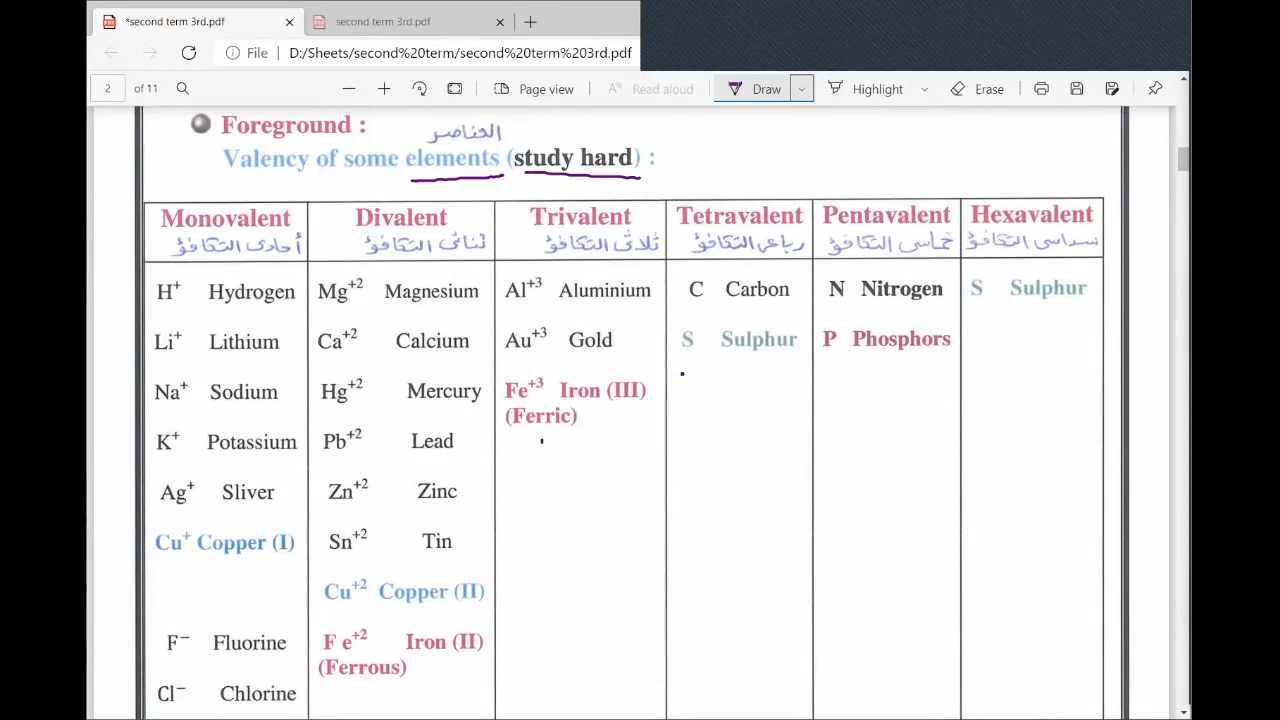 *second term 3rd.pdf
second term 3rd.pdf
File D:/Sheets/second%20term/second%20term%203rd.pdf
2 of 11 Page view Read aloud Draw Highlight Erase
Foreground :
العناصر
Valency of some elements (study hard) :
Monovalent Divalent Trivalent Tetravalent Pentavalent Hexavalent
أحادى التكافؤ ثنائى التكافؤ ثلاثى التكافؤ رباعى التكافؤ خماسى التكافؤ سداسى التكافؤ
H+ Hydrogen Mg+2 Magnesium Al+3 Aluminium C Carbon N Nitrogen S Sulphur
Li+ Lithium Ca+2 Calcium Au+3 Gold S Sulphur P Phosphors
Na+ Sodium Hg+2 Mercury Fe+3 Iron (III)
(Ferric)
K+ Potassium Pb+2 Lead
Ag+ Sliver Zn+2 Zinc
Cu+ Copper (I) Sn+2 Tin
Cu+2 Copper (II)
F− Fluorine F e+2 Iron (II)
(Ferrous)
Cl− Chlorine